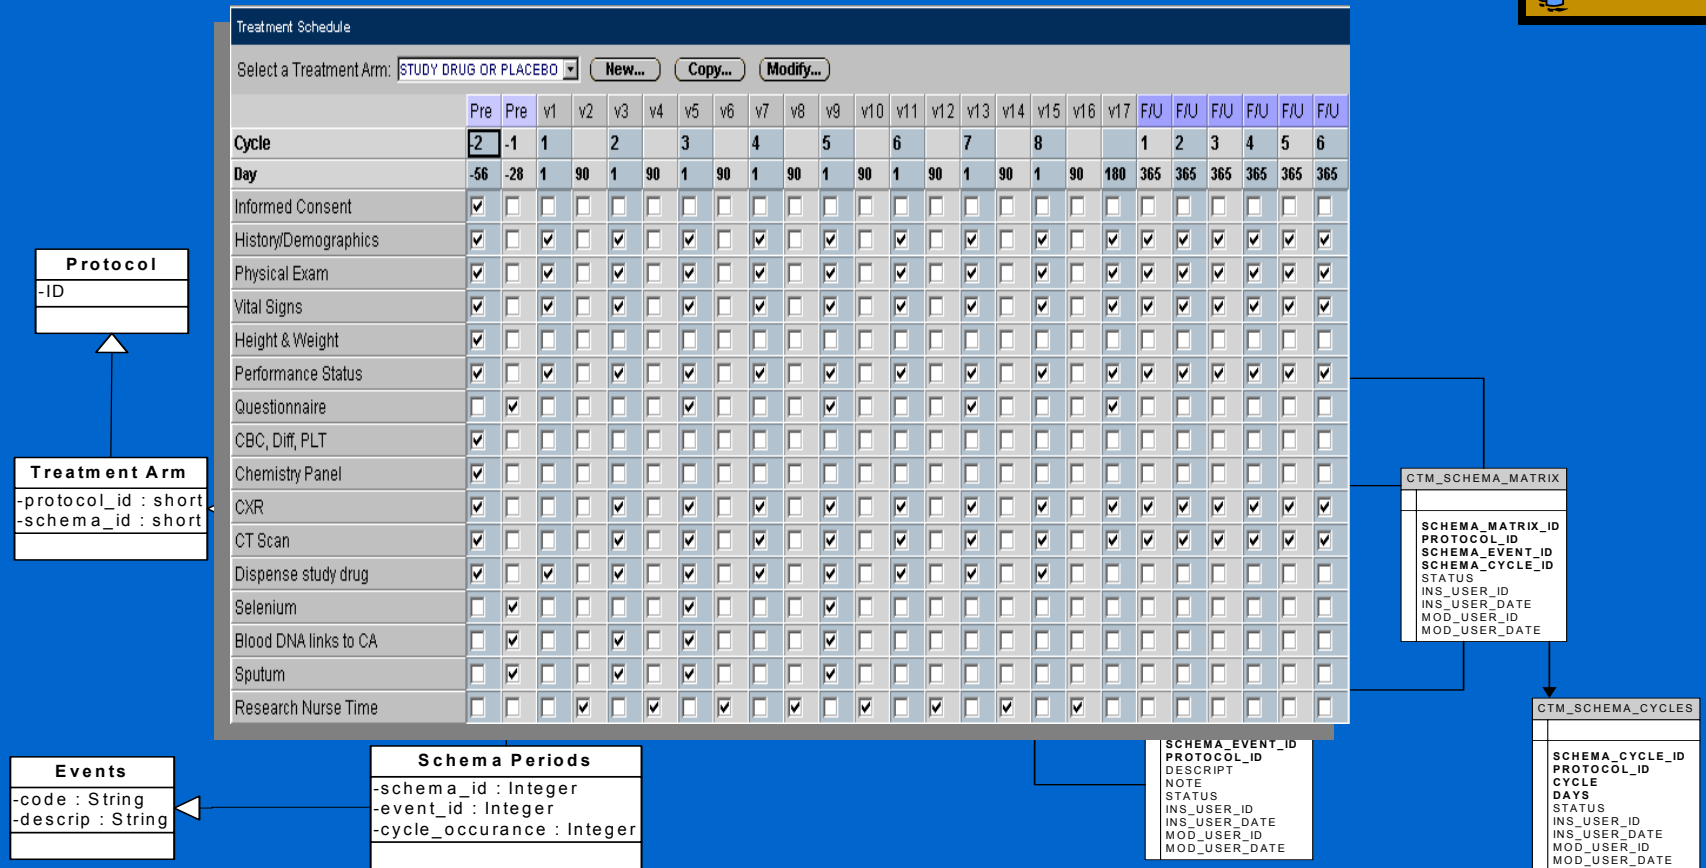 Treatment Schedule
Select a Treatment Arm: STUDY DRUG OR PLACEBO New... Copy... Modify...
Pre Pre v1 v2 v3 v4 v5 v6 v7 v8 v9 v10 v11 v12 v13 v14 v15 v16 v17 F/U F/U F/U F/U F/U F/U
Cycle -2 -1 1 2 3 4 5 6 7 8 1 2 3 4 5 6
Day -56 -28 1 90 1 90 1 90 1 90 1 90 1 90 1 90 1 90 180 365 365 365 365 365 365
Informed Consent
History/Demographics
Physical Exam
Vital Signs
Height & Weight
Performance Status
Questionnaire
CBC, Diff, PLT
Chemistry Panel
CXR
CT Scan
Dispense study drug
Selenium
Blood DNA links to CA
Sputum
Research Nurse Time
Protocol
-ID
Treatment Arm
-protocol_id : short
-schema_id : short
Events
-code : String
-descrip : String
Schema Periods
-schema_id : Integer
-event_id : Integer
-cycle_occurance : Integer
SCHEMA_EVENT_ID
PROTOCOL_ID
DESCRIPT
NOTE
STATUS
INS_USER_ID
INS_USER_DATE
MOD_USER_ID
MOD_USER_DATE
CTM_SCHEMA_MATRIX
SCHEMA_MATRIX_ID
PROTOCOL_ID
SCHEMA_EVENT_ID
SCHEMA_CYCLE_ID
STATUS
INS_USER_ID
INS_USER_DATE
MOD_USER_ID
MOD_USER_DATE
CTM_SCHEMA_CYCLES
SCHEMA_CYCLE_ID
PROTOCOL_ID
CYCLE
DAYS
STATUS
INS_USER_ID
INS_USER_DATE
MOD_USER_ID
MOD_USER_DATE